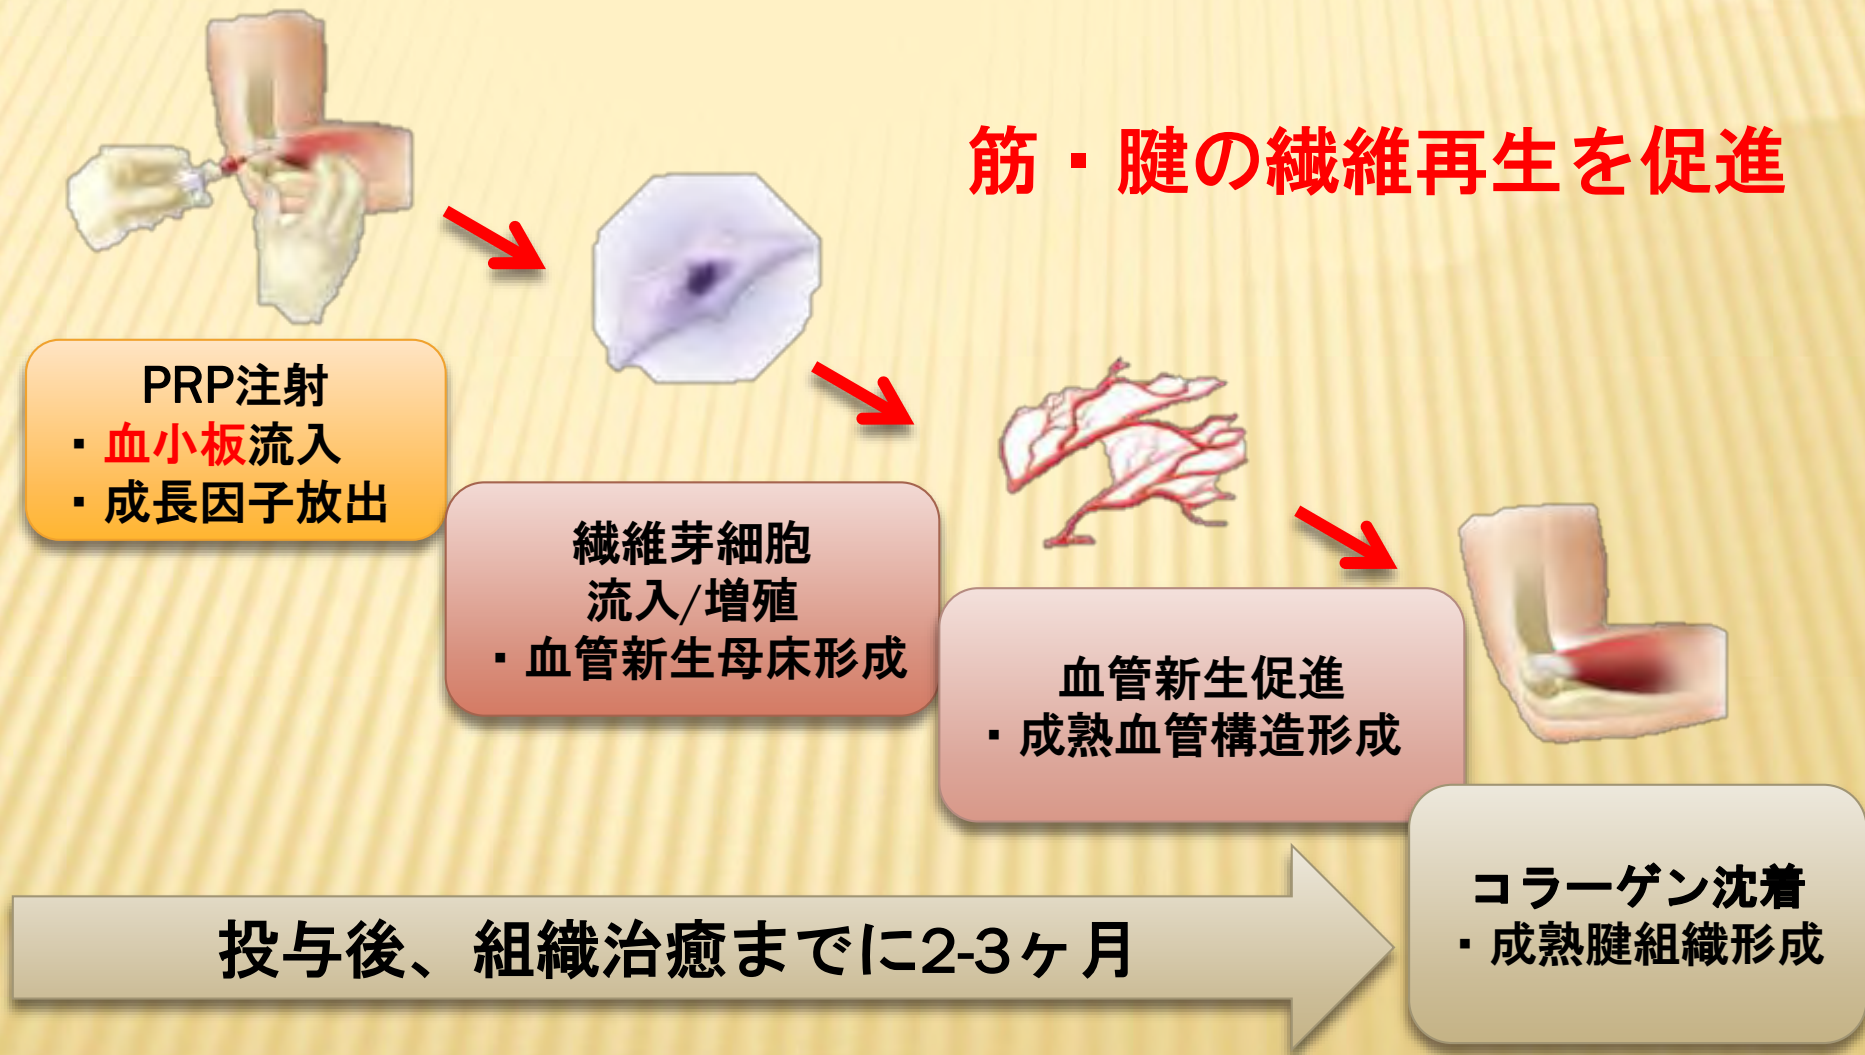 筋・腱の繊維再生を促進
PRP注射
・血小板流入
・成長因子放出
繊維芽細胞
流入/増殖
・血管新生母床形成
血管新生促進
・成熟血管構造形成
コラーゲン沈着
・成熟腱組織形成
投与後、組織治癒までに2-3ヶ月